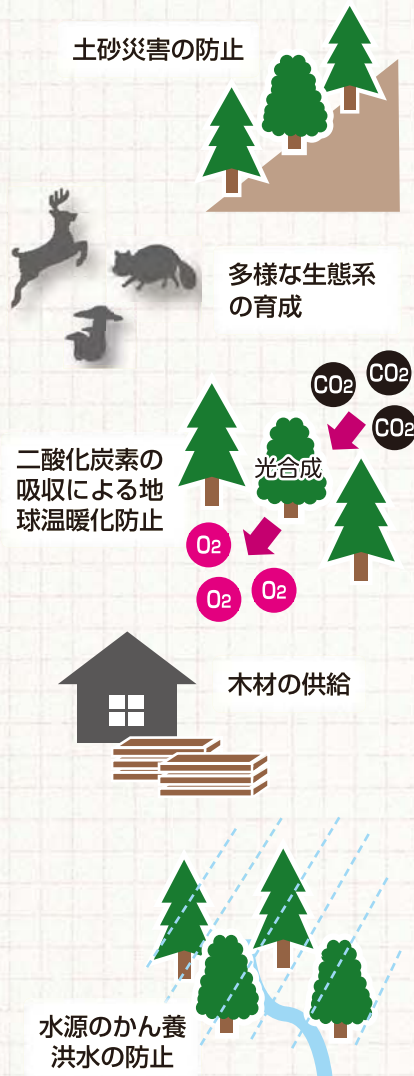 土砂災害の防止
多様な生態系
の育成
CO2
CO2
CO2
二酸化炭素の
吸収による地
球温暖化防止
光合成
O2
O2
O2
木材の供給
水源のかん養
洪水の防止